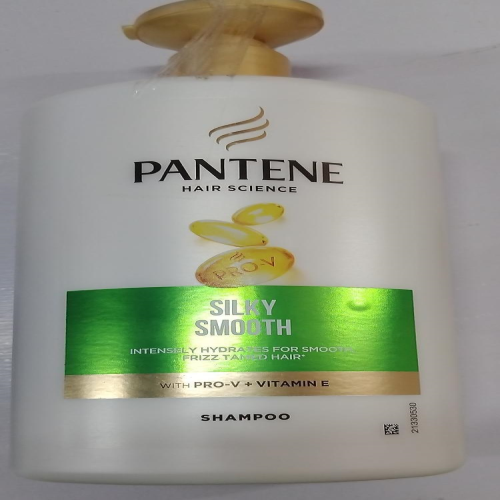 PANTENE
HAIR SCIENCE
PRO-V
SILKY
SMOOTH
INTENSELY HYDRATES FOR SMOOTH
FRIZZ TAMED HAIR*
WITH PRO-V + VITAMIN E
SHAMPOO
21330530